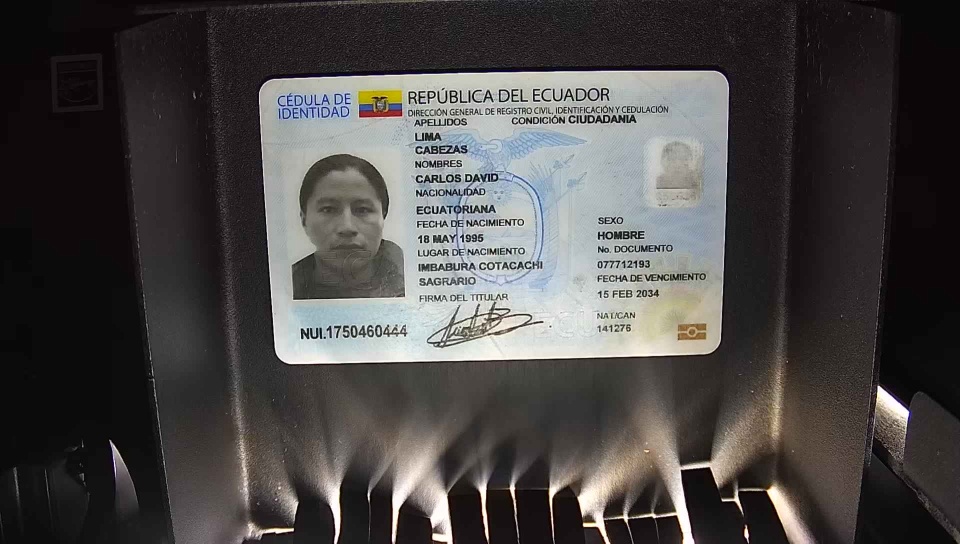 CÉDULA DE
IDENTIDAD
REPÚBLICA DEL ECUADOR
DIRECCIÓN GENERAL DE REGISTRO CIVIL, IDENTIFICACIÓN Y CEDULACIÓN
APELLIDOS CONDICIÓN CIUDADANIA
LIMA
CABEZAS
NOMBRES
CARLOS DAVID
NACIONALIDAD
ECUATORIANA
FECHA DE NACIMIENTO
18 MAY 1995
LUGAR DE NACIMIENTO
IMBABURA COTACACHI
SAGRARIO
FIRMA DEL TITULAR
SEXO
HOMBRE
No. DOCUMENTO
077712193
FECHA DE VENCIMIENTO
15 FEB 2034
NAT/CAN
141276
NUI.1750460444